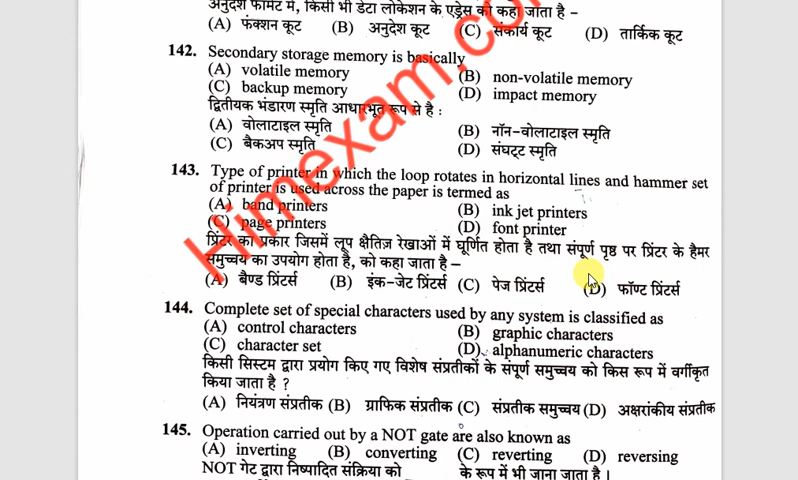 अनुदेश फॉर्मेट में, किसी भी डेटा लोकेशन के एड्रेस को कहा जाता है –
(A) फंक्शन कूट (B) अनुदेश कूट (C) संकार्य कूट (D) तार्किक कूट
142. Secondary storage memory is basically
(A) volatile memory (B) non-volatile memory
(C) backup memory (D) impact memory
द्वितीयक भंडारण स्मृति आधारभूत रूप से है :
(A) वोलाटाइल स्मृति (B) नॉन-वोलाटाइल स्मृति
(C) बैकअप स्मृति (D) संघट्ट स्मृति
143. Type of printer in which the loop rotates in horizontal lines and hammer set
of printer is used across the paper is termed as
(A) band printers (B) ink jet printers
(C) page printers (D) font printer
प्रिंटर का प्रकार जिसमें लूप क्षैतिज़ रेखाओं में घूर्णित होता है तथा संपूर्ण पृष्ठ पर प्रिंटर के हैमर
समुच्चय का उपयोग होता है, को कहा जाता है –
(A) बैण्ड प्रिंटर्स (B) इंक-जेट प्रिंटर्स (C) पेज प्रिंटर्स (D) फॉण्ट प्रिंटर्स
144. Complete set of special characters used by any system is classified as
(A) control characters (B) graphic characters
(C) character set (D) alphanumeric characters
किसी सिस्टम द्वारा प्रयोग किए गए विशेष संप्रतीकों के संपूर्ण समुच्चय को किस रूप में वर्गीकृत
किया जाता है ?
(A) नियंत्रण संप्रतीक (B) ग्राफिक संप्रतीक (C) संप्रतीक समुच्चय (D) अक्षरांकीय संप्रतीक
145. Operation carried out by a NOT gate are also known as
(A) inverting (B) converting (C) reverting (D) reversing
NOT गेट द्वारा निष्पादित संक्रिया को के रूप में भी जाना जाता है ।
Himexam.com